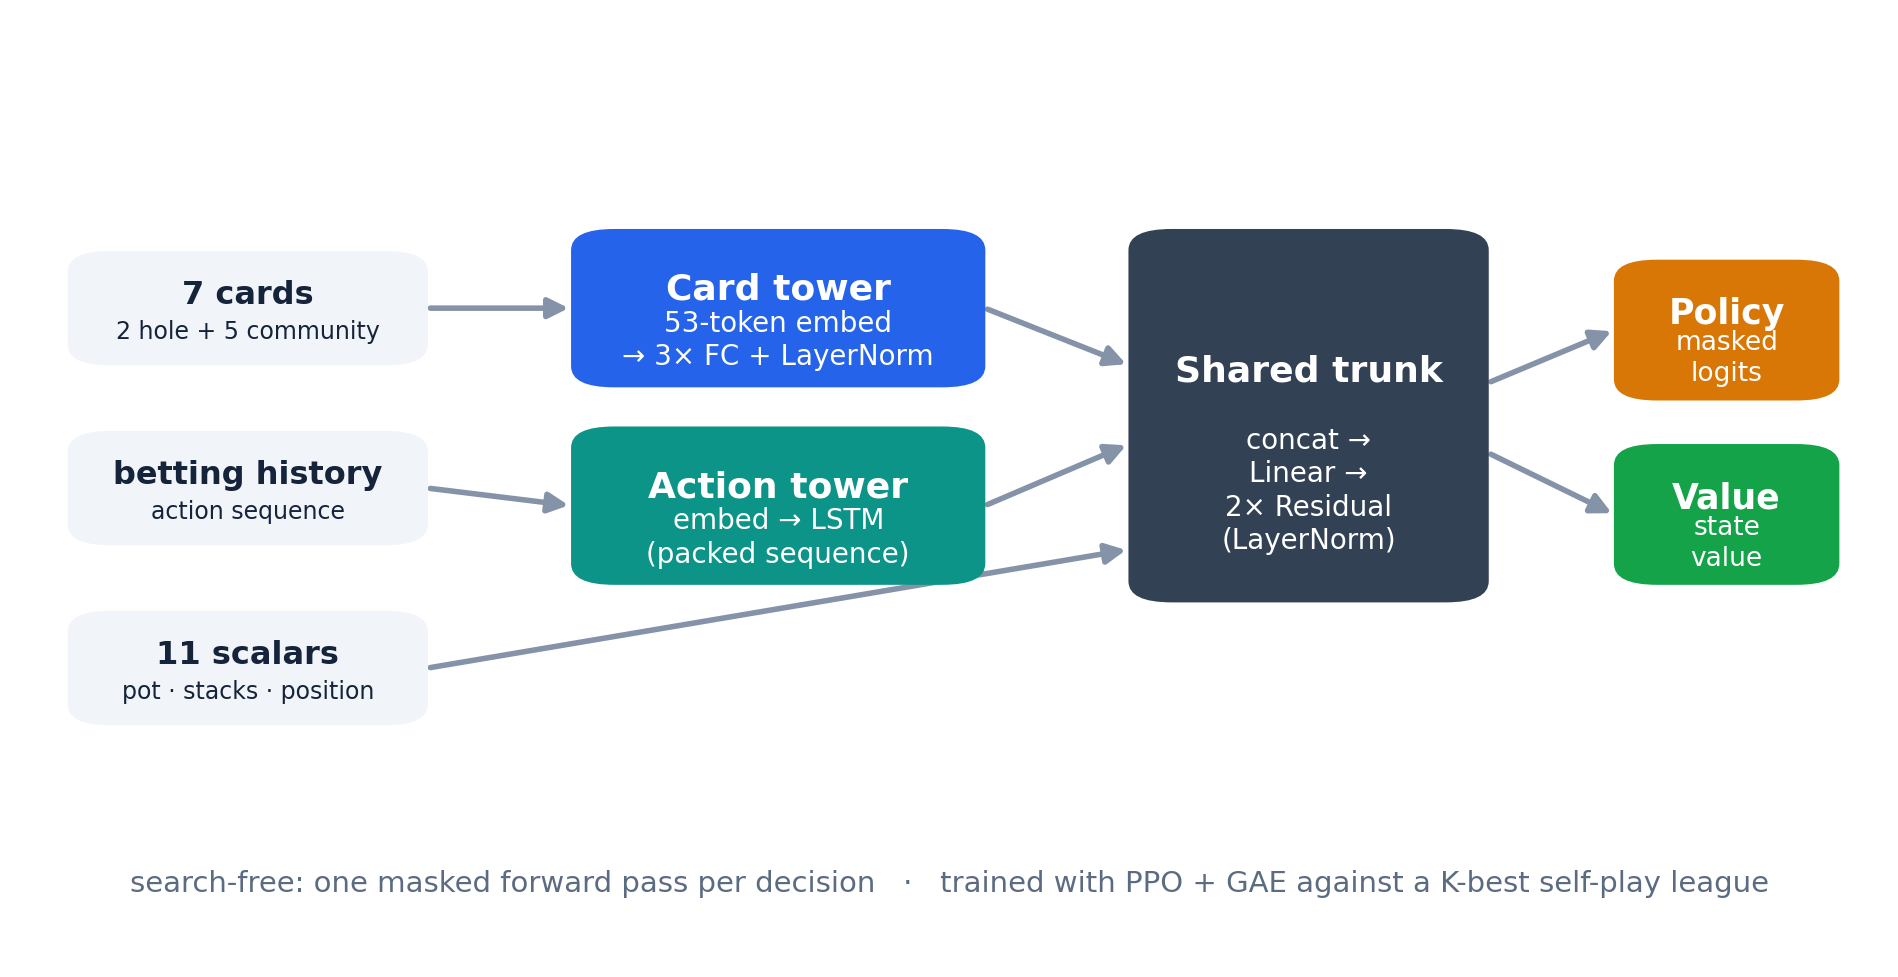 7 cards
2 hole + 5 community
betting history
action sequence
11 scalars
pot · stacks · position
Card tower
53-token embed
→ 3× FC + LayerNorm
Action tower
embed → LSTM
(packed sequence)
Shared trunk
concat →
Linear →
2× Residual
(LayerNorm)
Policy
masked
logits
Value
state
value
search-free: one masked forward pass per decision · trained with PPO + GAE against a K-best self-play league